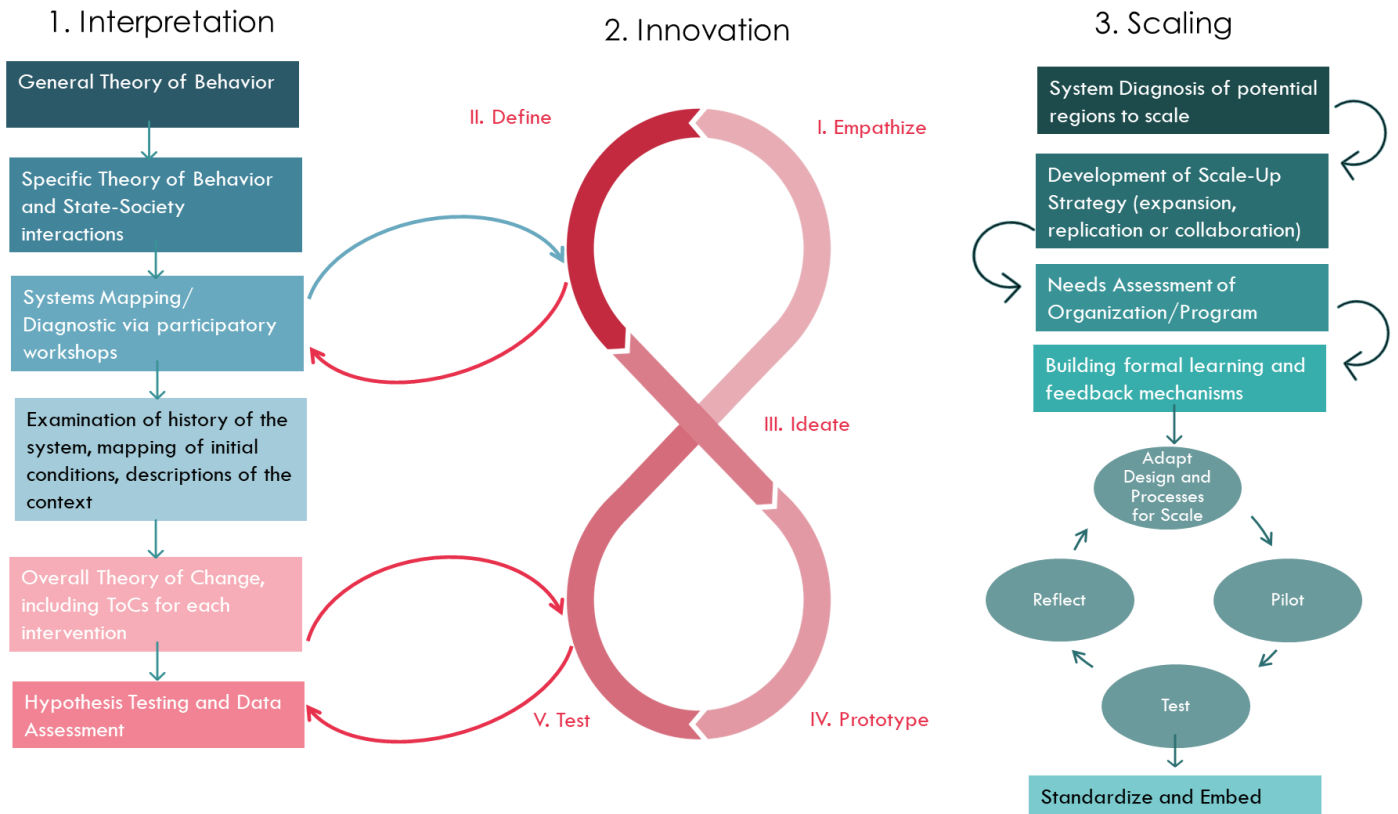 1. Interpretation
General Theory of Behavior
Specific Theory of Behavior
and State-Society
interactions
Systems Mapping/
Diagnostic via participatory
workshops
Examination of history of the
system, mapping of initial
conditions, descriptions of the
context
Overall Theory of Change,
including ToCs for each
intervention
Hypothesis Testing and Data
Assessment
2. Innovation
II. Define
I. Empathize
III. Ideate
V. Test
IV. Prototype
3. Scaling
System Diagnosis of potential
regions to scale
Development of Scale-Up
Strategy (expansion,
replication or collaboration)
Needs Assessment of
Organization/Program
Building formal learning and
feedback mechanisms
Adapt
Design and
Processes
for Scale
Reflect
Pilot
Test
Standardize and Embed